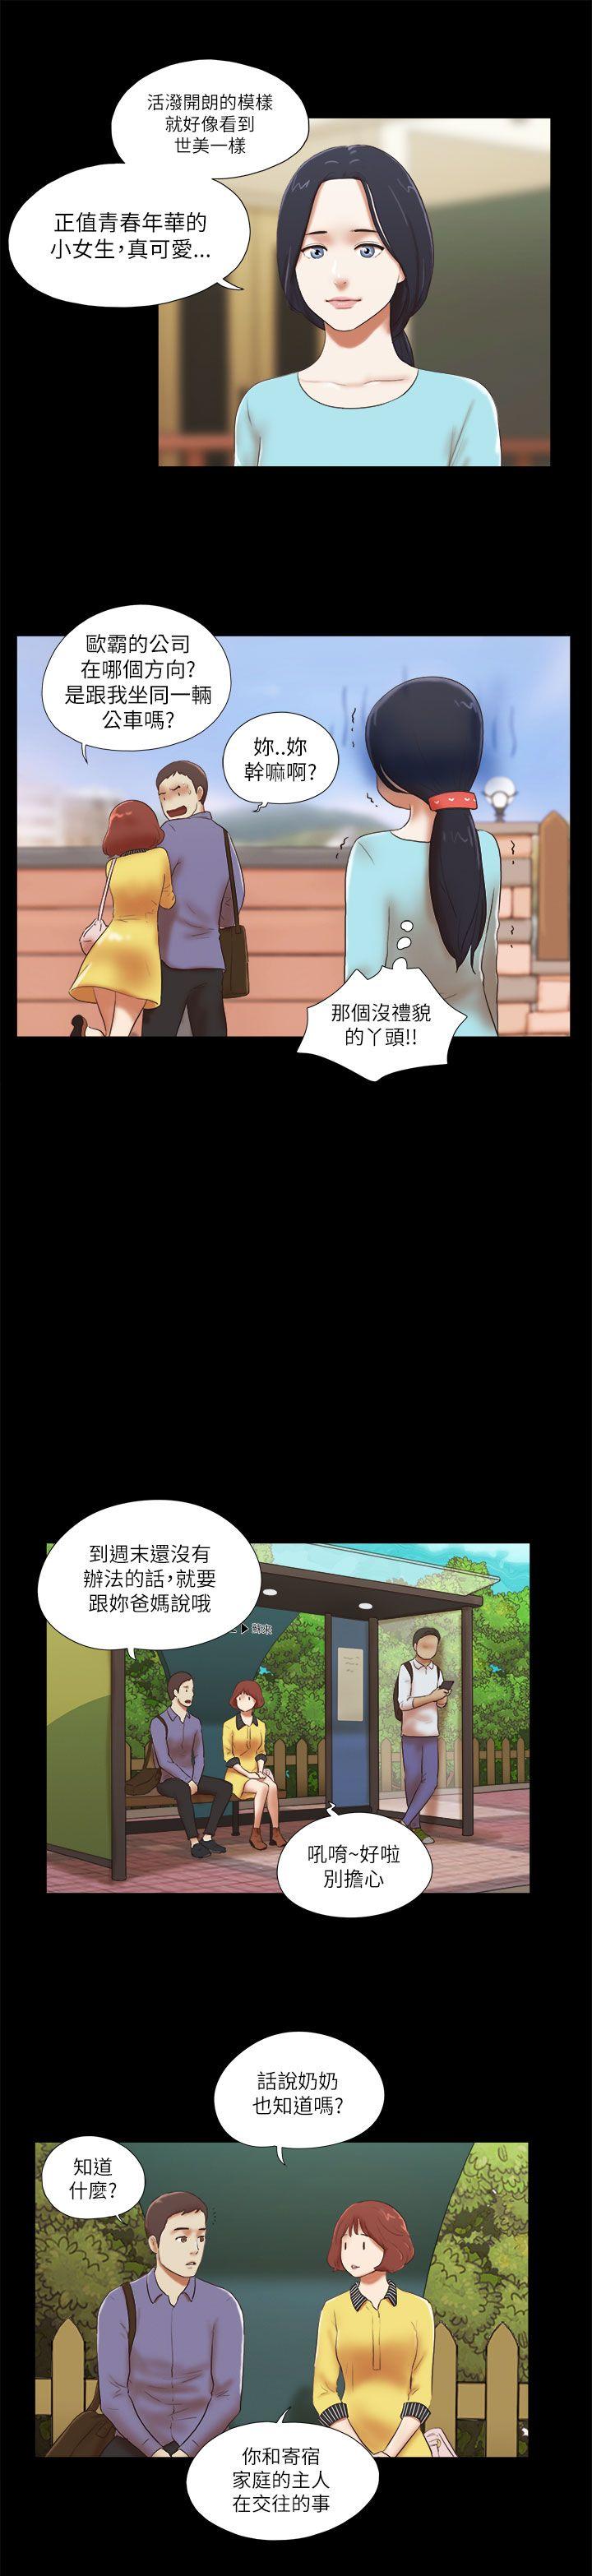 活潑開朗的模樣
就好像看到
世美一樣
正值青春年華的
小女生，真可愛...
歐霸的公司
在哪個方向?
是跟我坐同一輛
公車嗎?
妳..妳
幹嘛啊?
那個沒禮貌
的丫頭!!
到週末還沒有
辦法的話，就要
跟妳爸媽說哦
吼唷~好啦
別擔心
話說奶奶
也知道嗎?
知道
什麼?
你和寄宿
家庭的主人
在交往的事